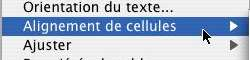 Orientation du texte...
Alignement de cellules
Ajuster